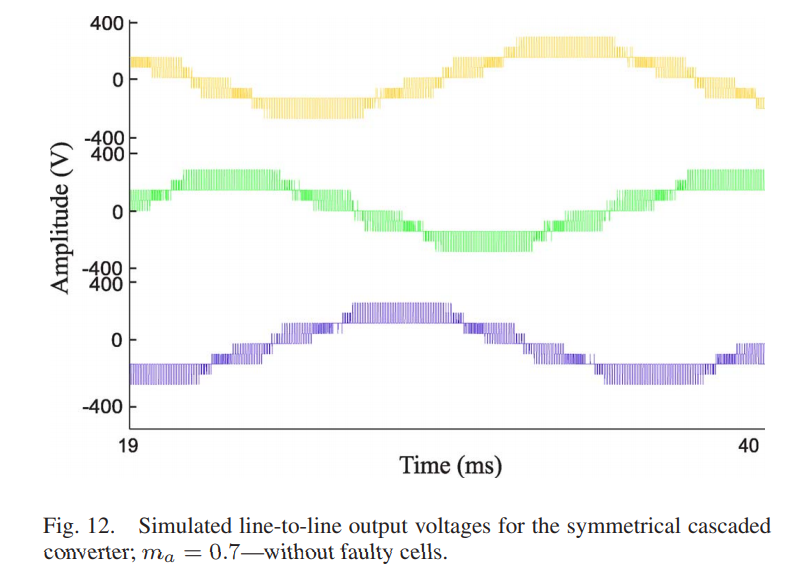 400
0
-400
400
0
-400
400
0
-400
Amplitude (V)
19
40
Time (ms)
Fig. 12. Simulated line-to-line output voltages for the symmetrical cascaded
converter; mₐ = 0.7—without faulty cells.